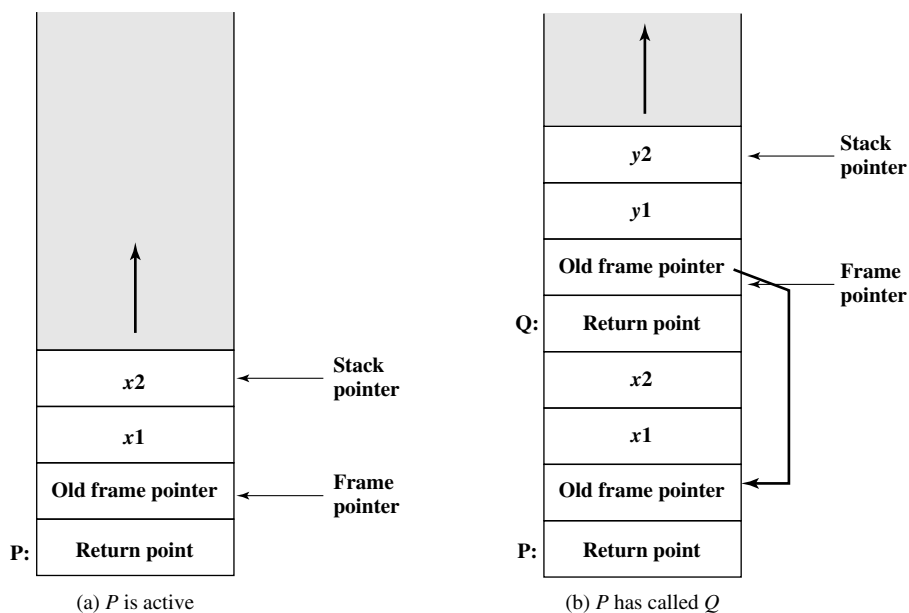 x2
Stack
pointer
x1
Old frame pointer
Frame
pointer
P:
Return point
(a) P is active
y2
Stack
pointer
y1
Old frame pointer
Frame
pointer
Q:
Return point
x2
x1
Old frame pointer
P:
Return point
(b) P has called Q